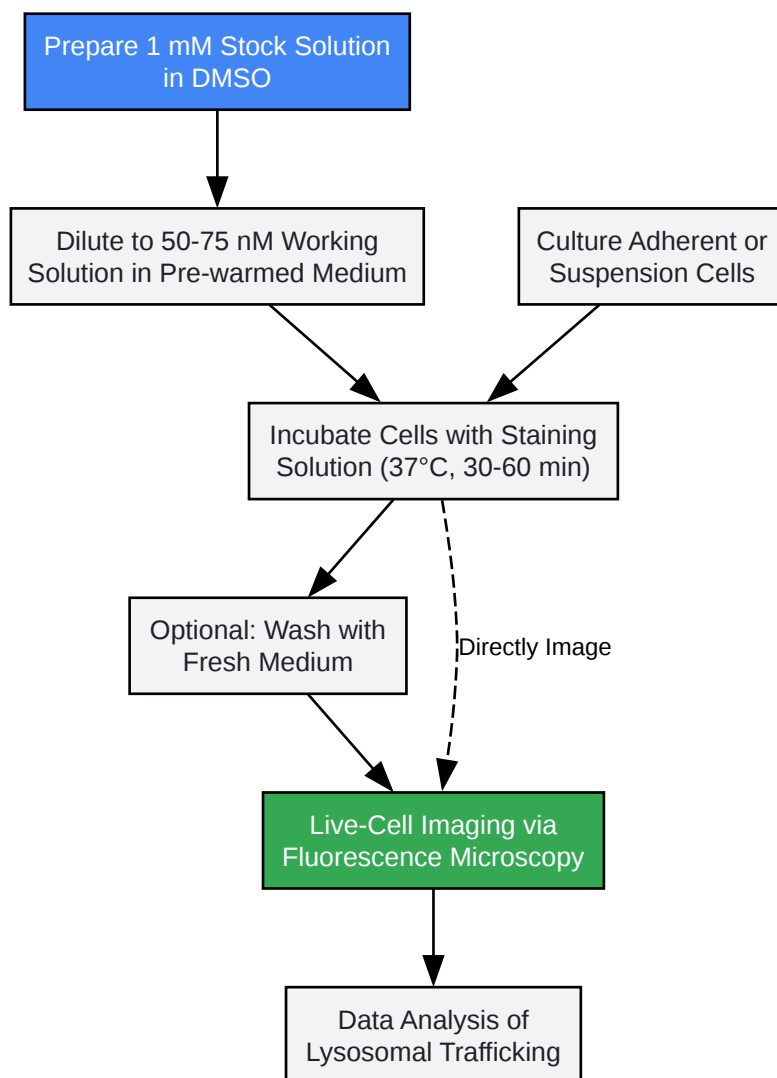 Prepare 1 mM Stock Solution
in DMSO
Dilute to 50-75 nM Working
Solution in Pre-warmed Medium
Culture Adherent or
Suspension Cells
Incubate Cells with Staining
Solution (37°C, 30-60 min)
Optional: Wash with
Fresh Medium
Directly Image
Live-Cell Imaging via
Fluorescence Microscopy
Data Analysis of
Lysosomal Trafficking